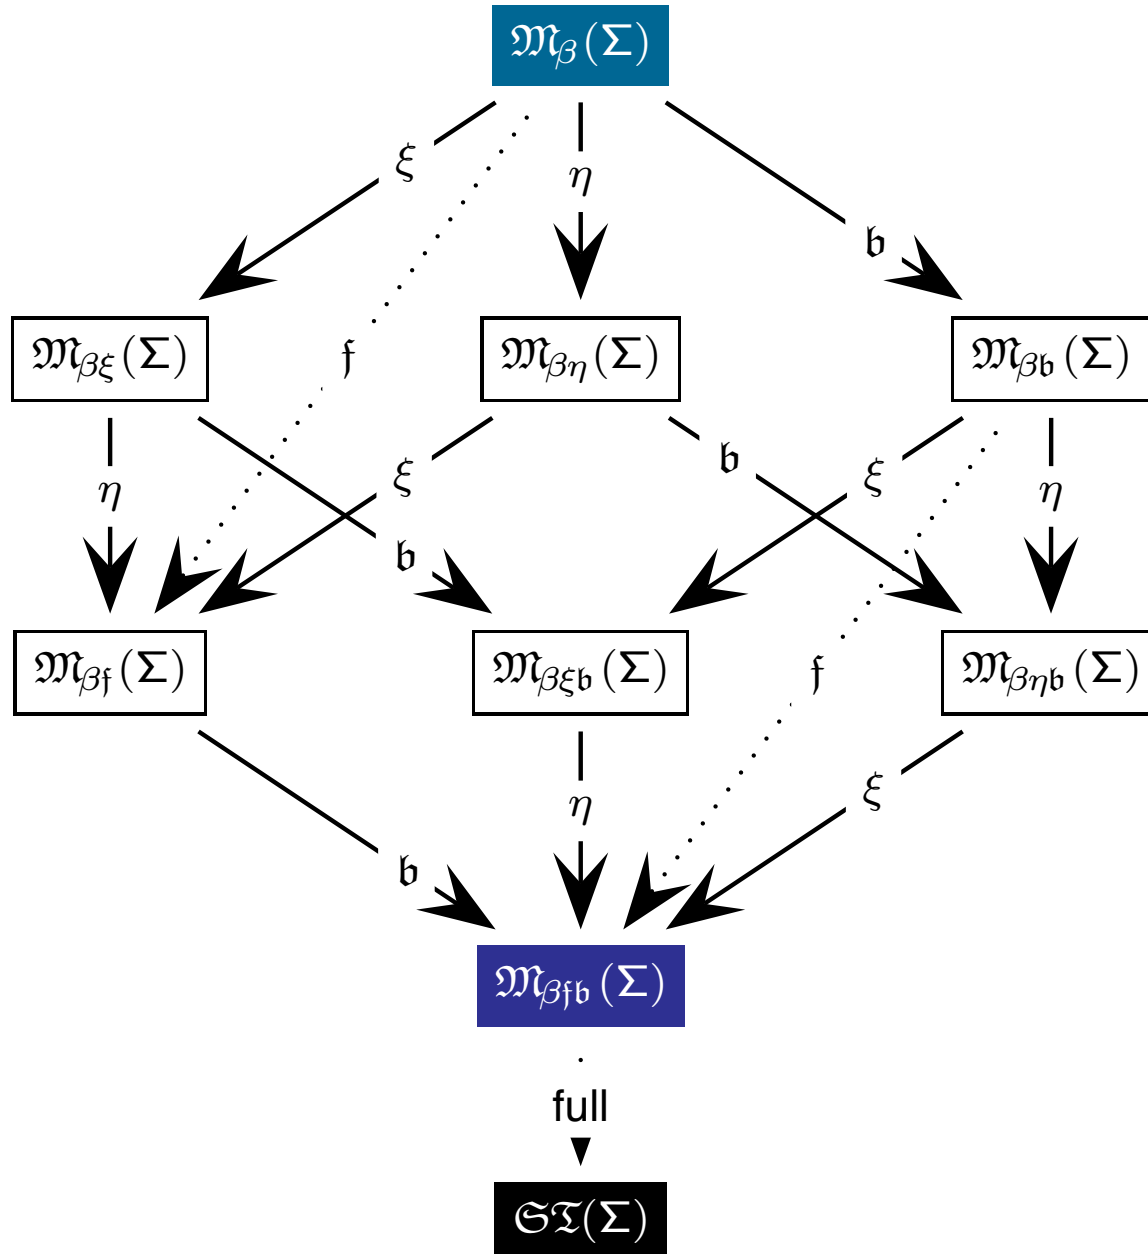 𝔐β(Σ)
ξ
η
𝔟
𝔐βξ(Σ)
𝔣
𝔐βη(Σ)
𝔐β𝔟(Σ)
η
𝔟
ξ
𝔟
ξ
η
𝔐β𝔣(Σ)
𝔐βξ𝔟(Σ)
𝔣
𝔐βη𝔟(Σ)
𝔟
η
ξ
𝔐β𝔣𝔟(Σ)
full
𝔖𝔗(Σ)